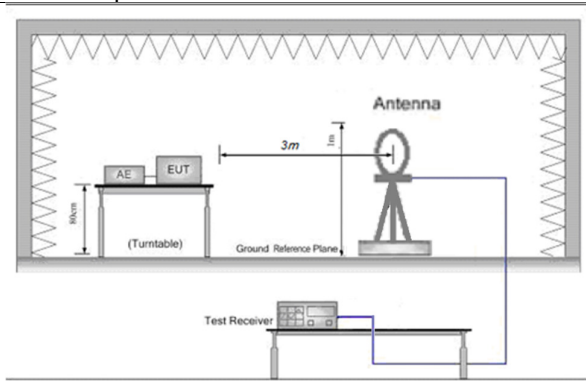 Antenna
3m
1m
AE
EUT
80cm
(Turntable)
Ground Reference Plane
Test Receiver